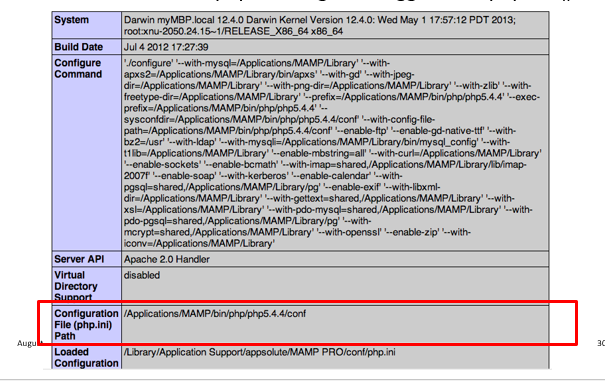 System Darwin myMBP.local 12.4.0 Darwin Kernel Version 12.4.0: Wed May 1 17:57:12 PDT 2013;
root:xnu-2050.24.15~1/RELEASE_X86_64 x86_64
Build Date Jul 4 2012 17:27:39
Configure './configure' '--with-mysql=/Applications/MAMP/Library' '--with-
Command apxs2=/Applications/MAMP/Library/bin/apxs' '--with-gd' '--with-jpeg-
dir=/Applications/MAMP/Library' '--with-png-dir=/Applications/MAMP/Library' '--with-zlib' '--with-
freetype-dir=/Applications/MAMP/Library' '--prefix=/Applications/MAMP/bin/php/php5.4.4' '--exec-
prefix=/Applications/MAMP/bin/php/php5.4.4' '--
sysconfdir=/Applications/MAMP/bin/php/php5.4.4/conf' '--with-config-file-
path=/Applications/MAMP/bin/php/php5.4.4/conf' '--enable-ftp' '--enable-gd-native-ttf' '--with-
bz2=/usr' '--with-ldap' '--with-mysqli=/Applications/MAMP/Library/bin/mysql_config' '--with-
t1lib=/Applications/MAMP/Library' '--enable-mbstring=all' '--with-curl=/Applications/MAMP/Library'
'--enable-sockets' '--enable-bcmath' '--with-imap=shared,/Applications/MAMP/Library/lib/imap-
2007f' '--enable-soap' '--with-kerberos' '--enable-calendar' '--with-
pgsql=shared,/Applications/MAMP/Library/pg' '--enable-exif' '--with-libxml-
dir=/Applications/MAMP/Library' '--with-gettext=shared,/Applications/MAMP/Library' '--with-
xsl=/Applications/MAMP/Library' '--with-pdo-mysql=shared,/Applications/MAMP/Library' '--with-
pdo-pgsql=shared,/Applications/MAMP/Library/pg' '--with-
mcrypt=shared,/Applications/MAMP/Library' '--with-openssl' '--enable-zip' '--with-
iconv=/Applications/MAMP/Library'
Server API Apache 2.0 Handler
Virtual disabled
Directory
Support
Configuration /Applications/MAMP/bin/php/php5.4.4/conf
File (php.ini)
Path
Augu 30
Loaded /Library/Application Support/appsolute/MAMP PRO/conf/php.ini
Configuration